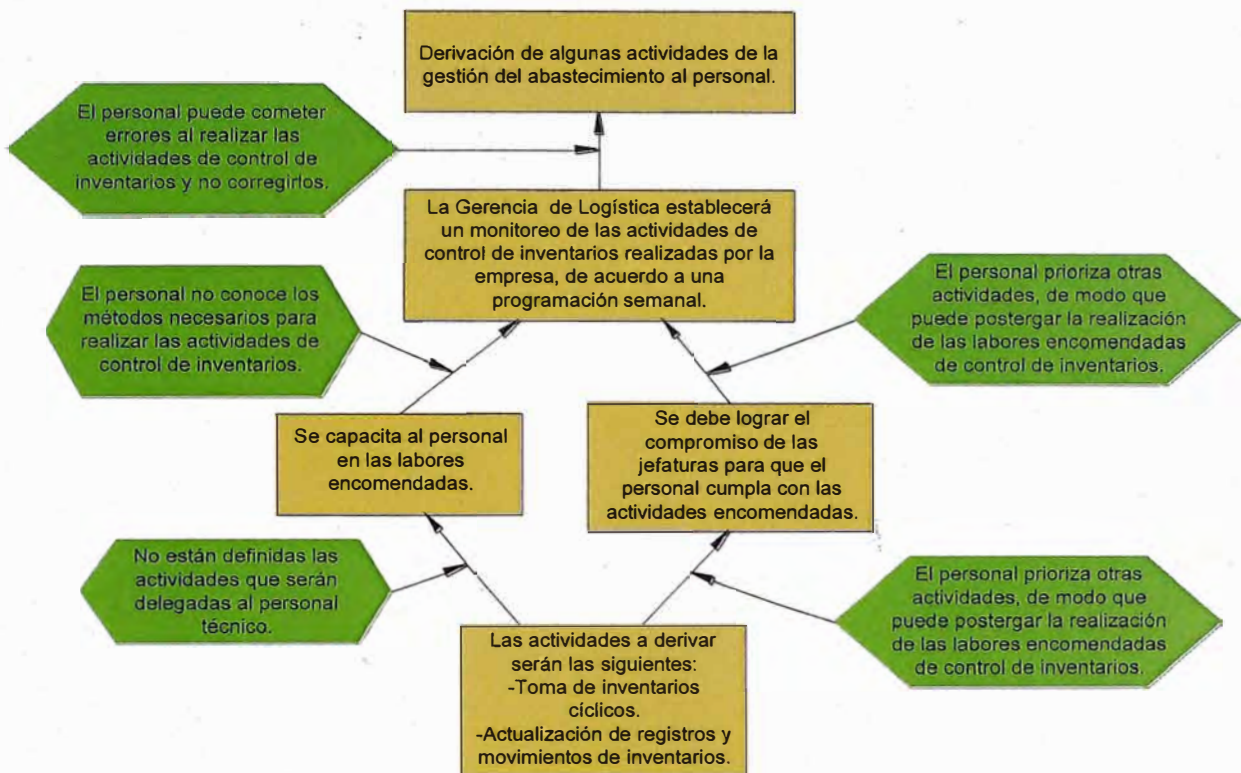 Derivación de algunas actividades de la
gestión del abastecimiento al personal.
El personal puede cometer
errores al realizar las
actividades de control de
inventarios y no corregirlos.
La Gerencia de Logística establecerá
un monitoreo de las actividades de
control de inventarios realizadas por la
empresa, de acuerdo a una
programación semanal.
El personal no conoce los
métodos necesarios para
realizar las actividades de
control de inventarios.
El personal prioriza otras
actividades, de modo que
puede postergar la realización
de las labores encomendadas
de control de inventarios.
Se capacita al personal
en las labores
encomendadas.
Se debe lograr el
compromiso de las
jefaturas para que el
personal cumpla con las
actividades encomendadas.
No están definidas las
actividades que serán
delegadas al personal
técnico.
El personal prioriza otras
actividades, de modo que
puede postergar la realización
de las labores encomendadas
de control de inventarios.
Las actividades a derivar
serán las siguientes:
-Toma de inventarios
cíclicos.
-Actualización de registros y
movimientos de inventarios.